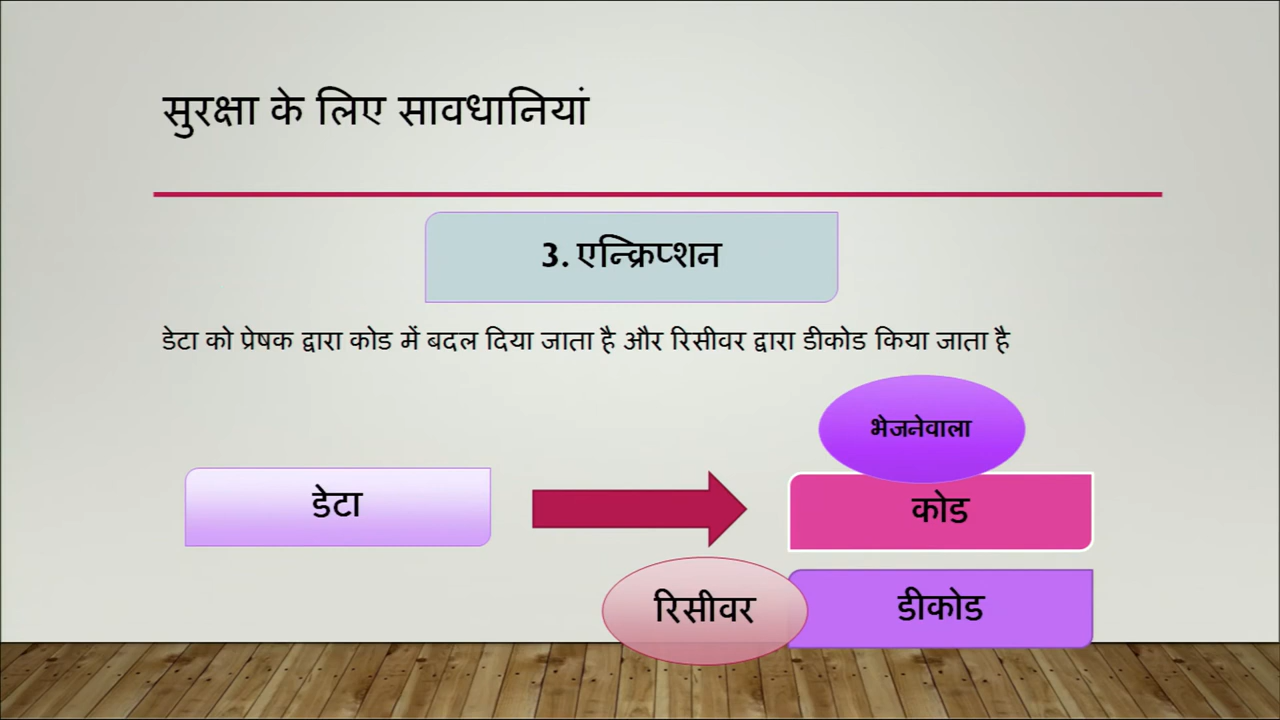 सुरक्षा के लिए सावधानियां
3. एन्क्रिप्शन
डेटा को प्रेषक द्वारा कोड में बदल दिया जाता है और रिसीवर द्वारा डीकोड किया जाता है
भेजनेवाला
डेटा
कोड
रिसीवर
डीकोड